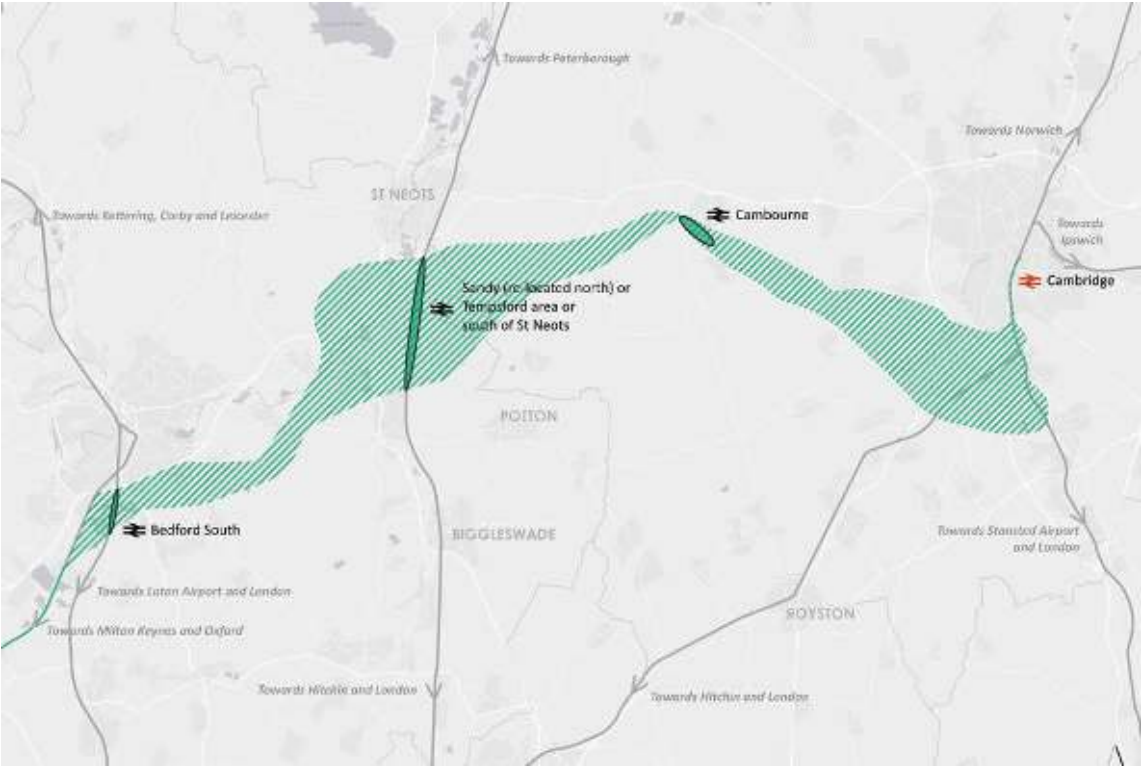 Towards Peterborough
Towards Norwich
ST NEOTS
Towards Kettering, Corby and Leicester
Cambourne
Towards
Ipswich
Cambridge
Sandy (re-located north) or
Tempsford area or
south of St Neots
POTTON
Bedford South
BIGGLESWADE
Towards Stansted Airport
and London
Towards Luton Airport and London
ROYSTON
Towards Milton Keynes and Oxford
Towards Hitchin and London
Towards Hitchin and London